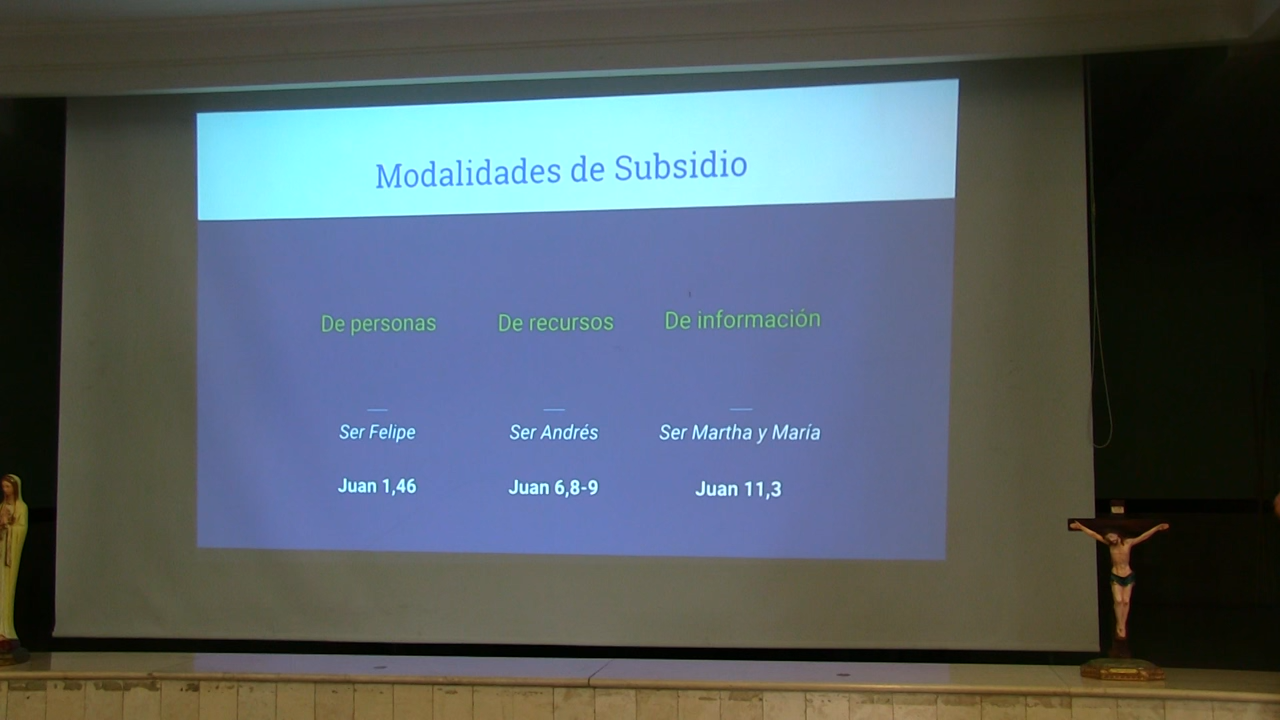 Modalidades de Subsidio
De personas
De recursos
De información
Ser Felipe
Ser Andrés
Ser Martha y María
Juan 1,46
Juan 6,8-9
Juan 11,3